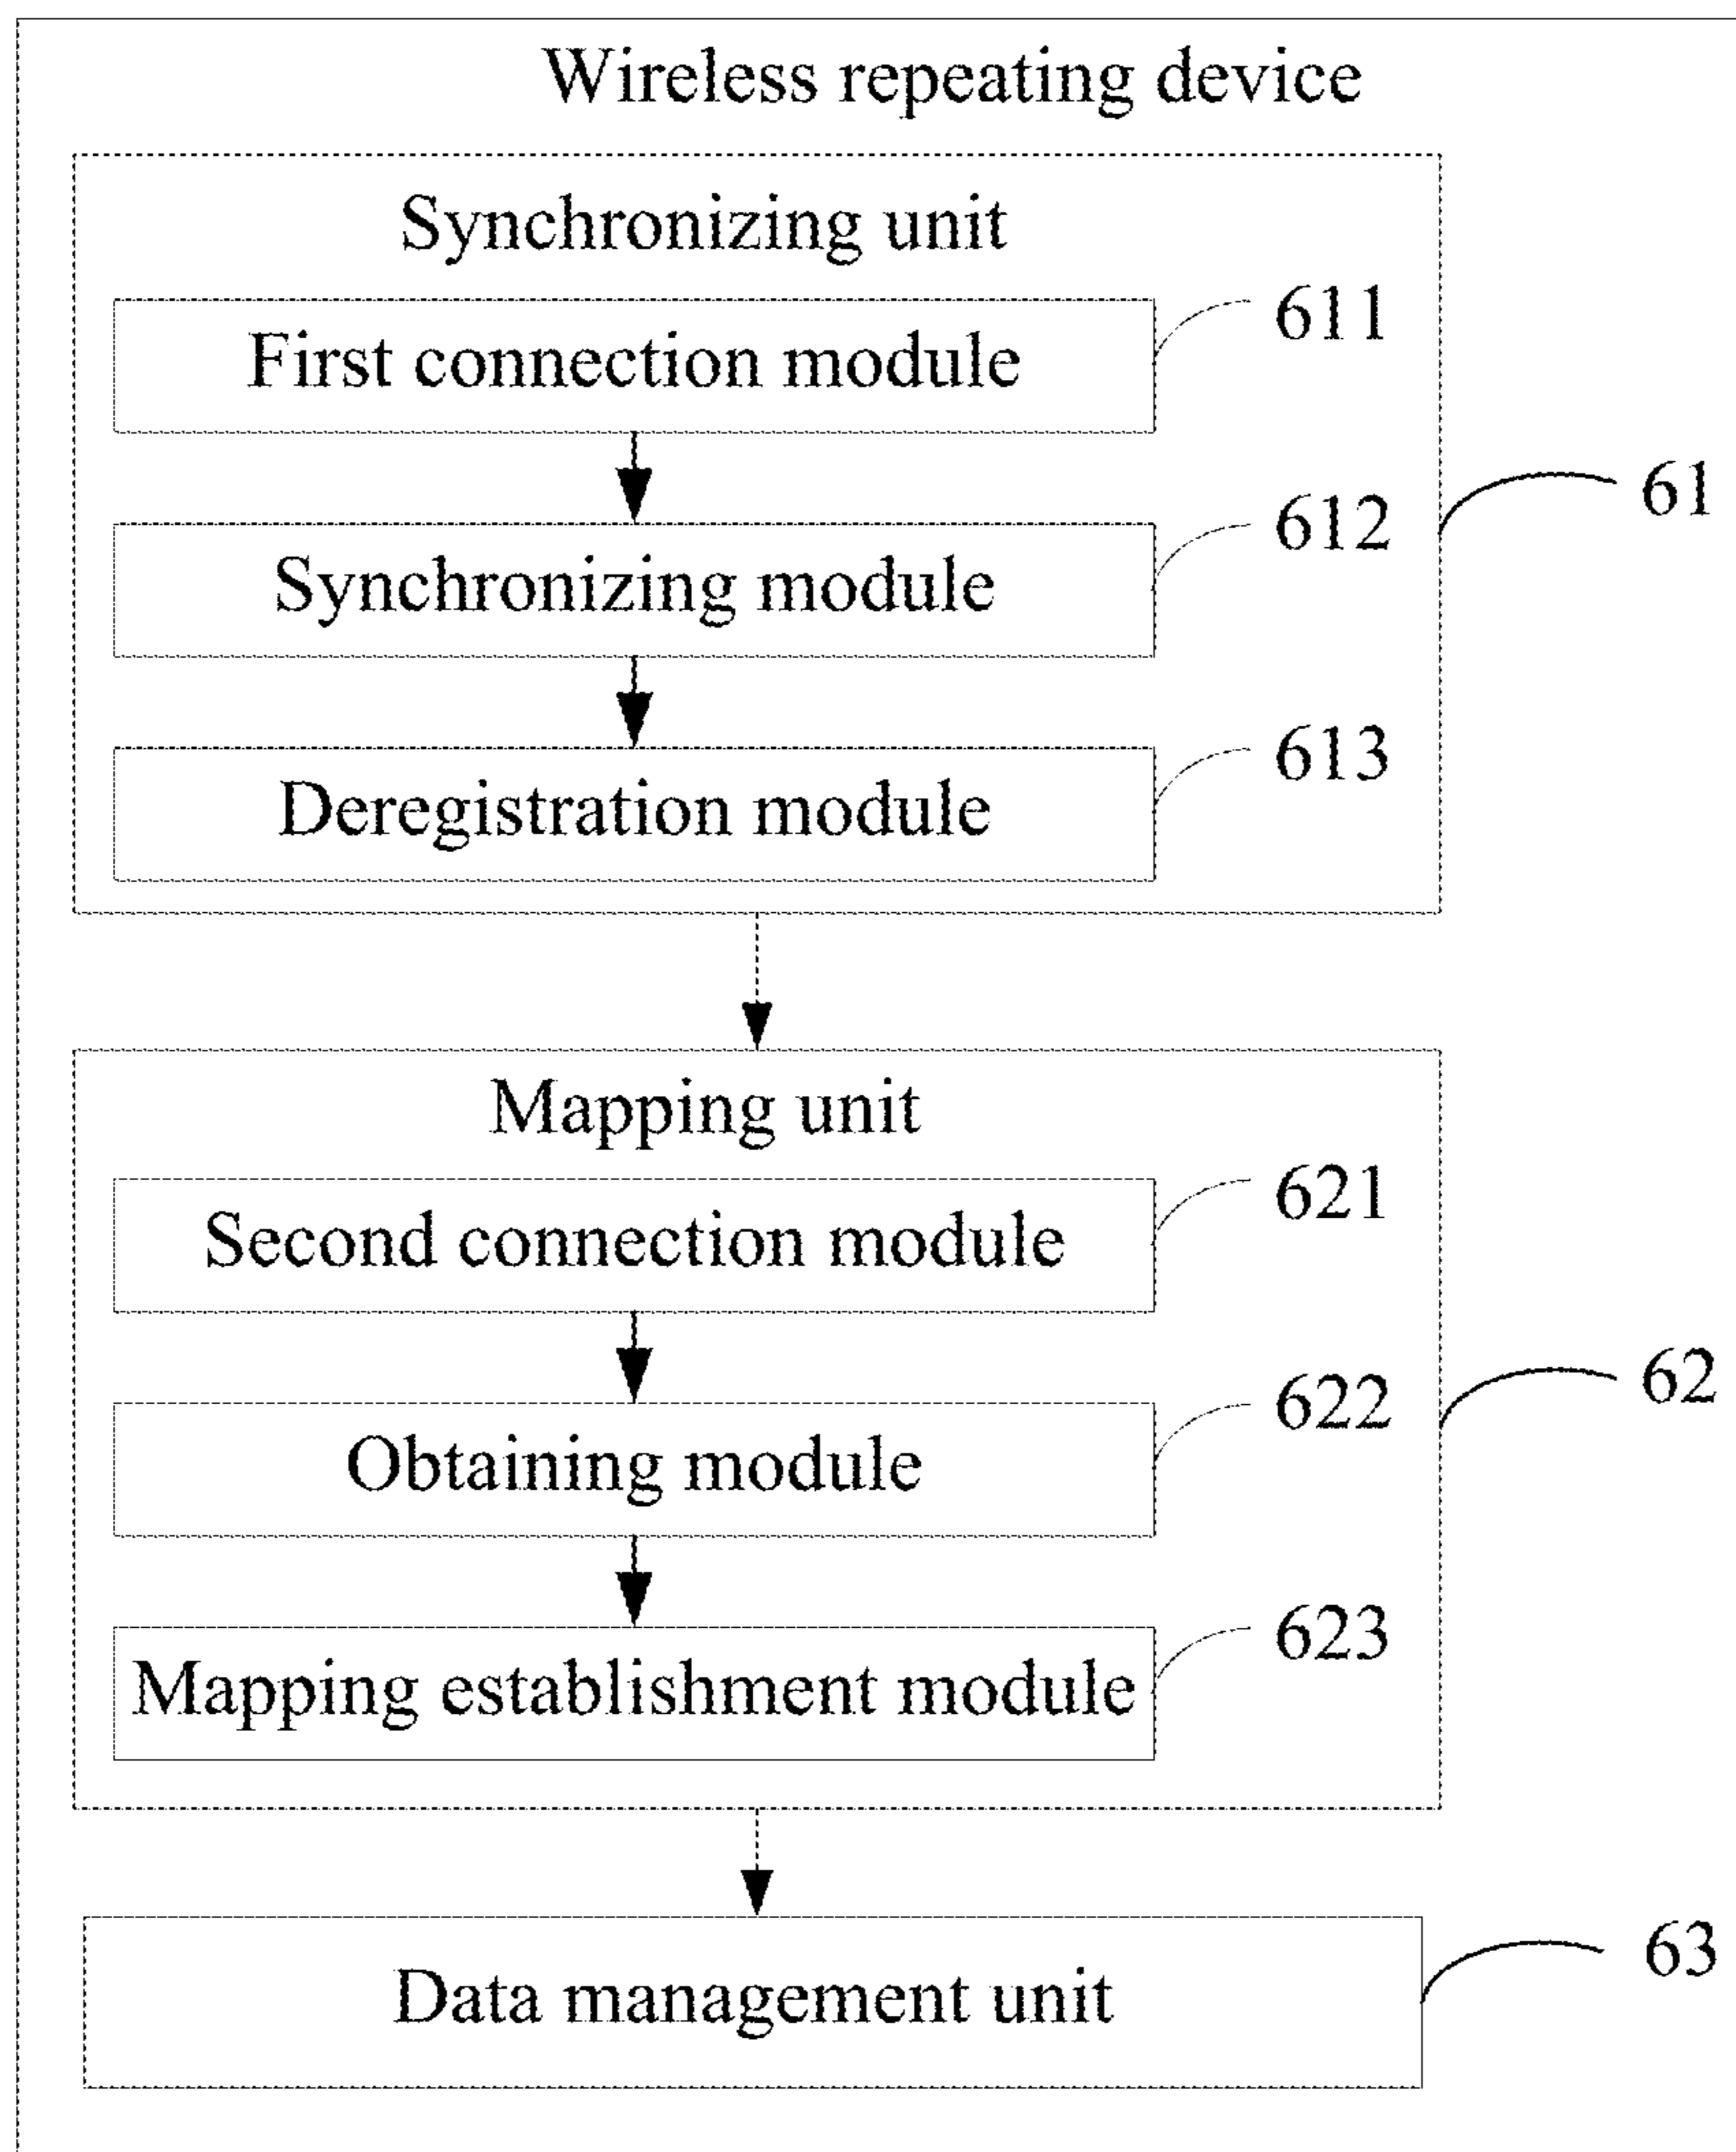 Wireless repeating device
Synchronizing unit
611
First connection module
61
612
Synchronizing module
613
Deregistration module
Mapping unit
621
Second connection module
62
622
Obtaining module
623
Mapping establishment module
63
Data management unit